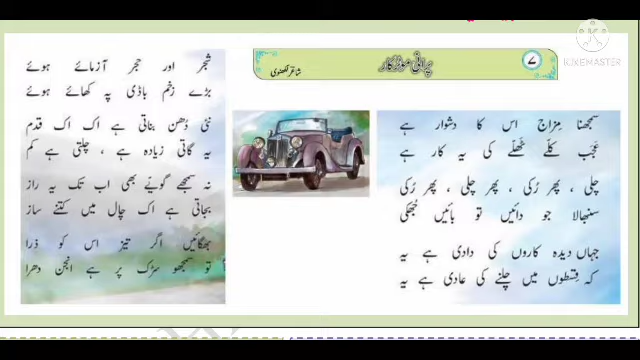 KINEMASTER
۷
پرانی موٹر کار
شاعر لکھنوی
سمجھنا مزاج اس کا دشوار ہے
عجب کلّے ٹھلّے کی یہ کار ہے
چلی ، پھر رکی ، پھر چلی ، پھر رکی
سنبھالا جو دائیں تو بائیں جھکی
جہاں دیدہ کاروں کی دادی ہے یہ
کہ قسطوں میں چلنے کی عادی ہے یہ
شجر اور حجر آزمائے ہوئے
بڑے زخم باڈی پہ کھائے ہوئے
نئی دُھن بناتی ہے اک اک قدم
یہ گاتی زیادہ ہے ، چلتی ہے کم
نہ سمجھے گویّے بھی اب تک یہ راز
بجاتی ہے اک چال میں کتنے ساز
بھگائیں اگر تیز اس کو ذرا
تو سمجھو سڑک پر ہے انجن دھرا